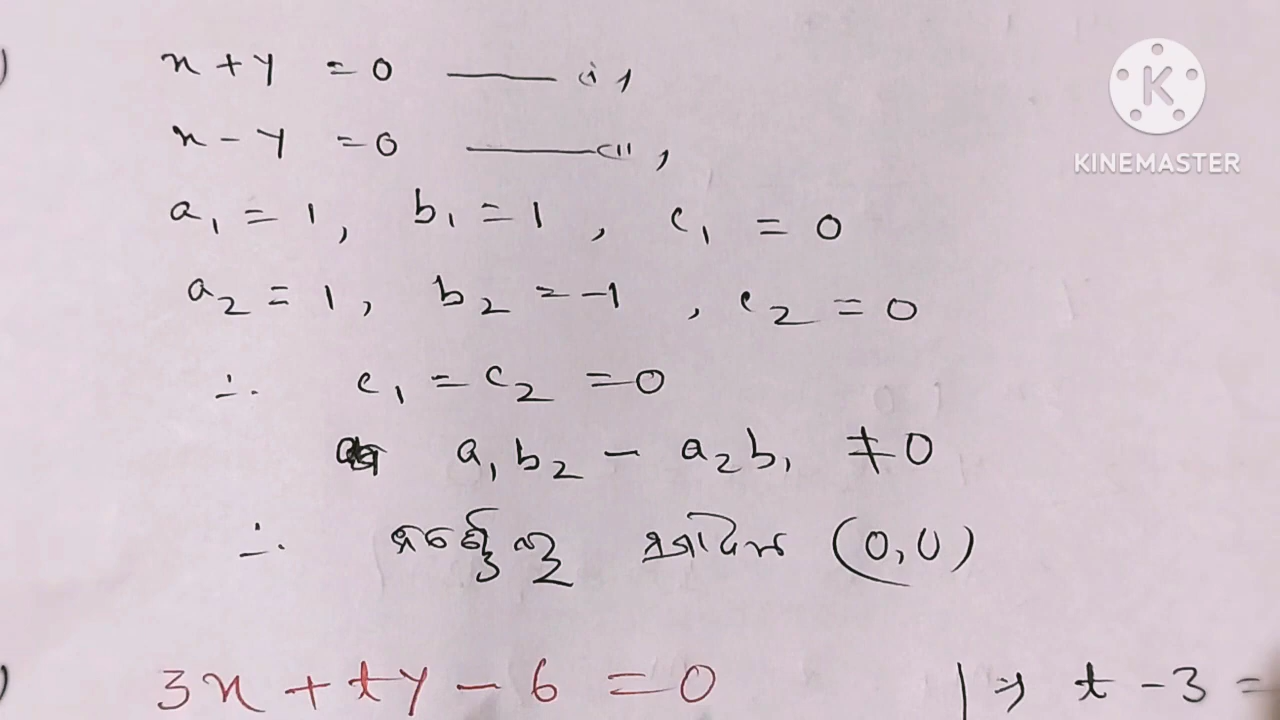 x + y = 0 ——— (i)
K
KINEMASTER
x - y = 0 ——— (ii)
a₁ = 1, b₁ = 1, c₁ = 0
a₂ = 1, b₂ = -1, c₂ = 0
∴ c₁ = c₂ = 0
a₁b₂ - a₂b₁ ≠ 0
∴ ସମାଧାନ (0,0)
3x + ty - 6 = 0
|⇒ t - 3 =